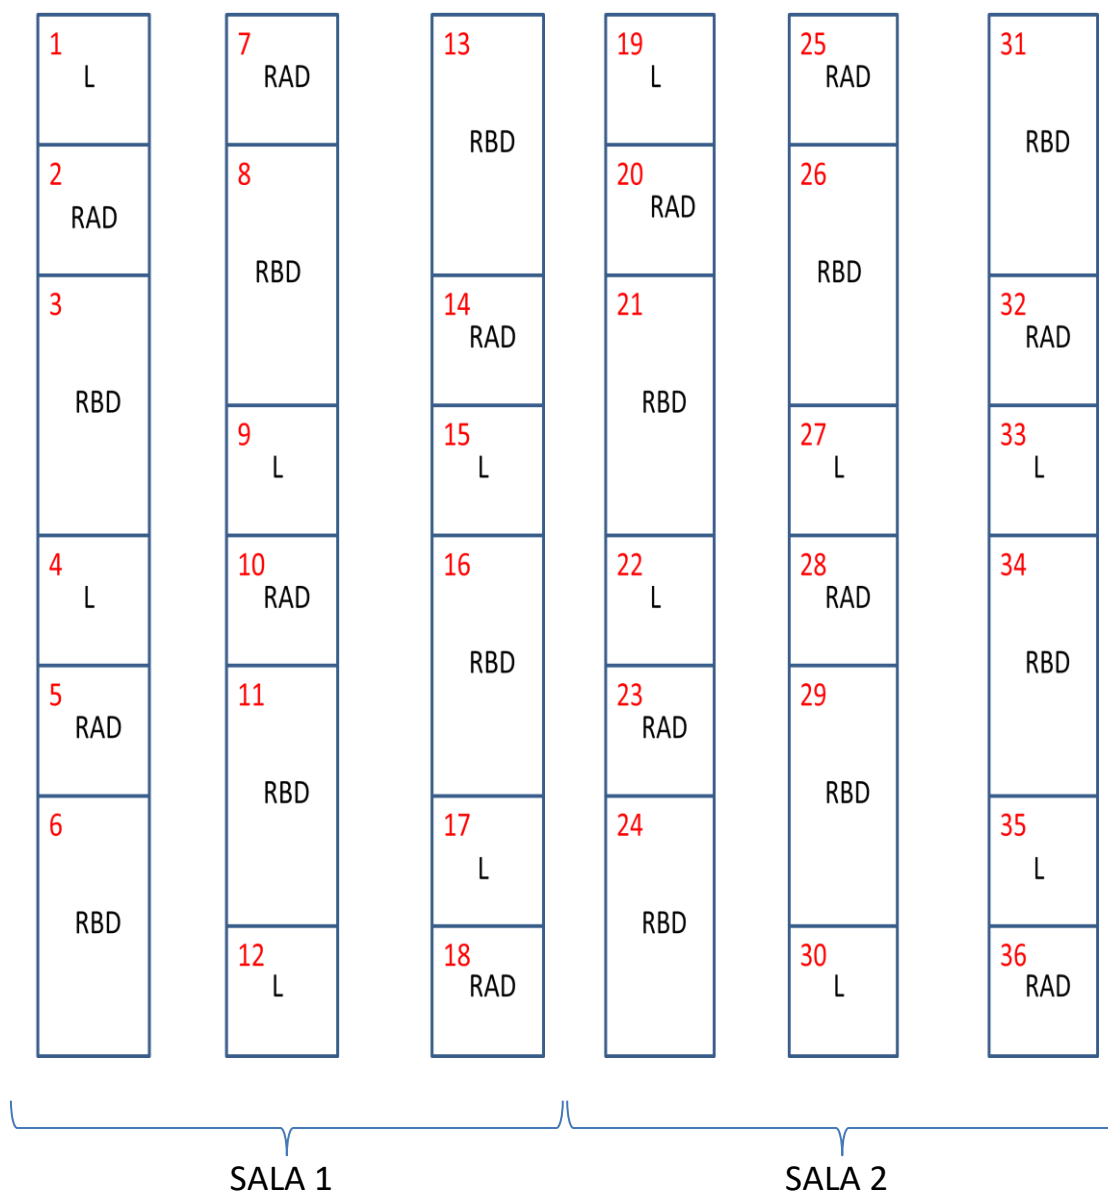 1
L
2
RAD
3
RBD
4
L
5
RAD
6
RBD
7
RAD
8
RBD
9
L
10
RAD
11
RBD
12
L
13
RBD
14
RAD
15
L
16
RBD
17
L
18
RAD
19
L
20
RAD
21
RBD
22
L
23
RAD
24
RBD
25
RAD
26
RBD
27
L
28
RAD
29
RBD
30
L
31
RBD
32
RAD
33
L
34
RBD
35
L
36
RAD
SALA 1
SALA 2